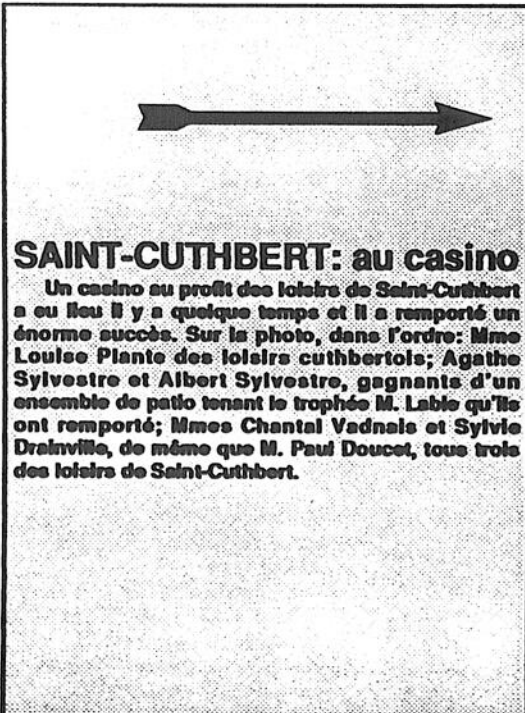 SAINT-CUTHBERT: au casino
Un casino au profit des loisirs de Saint-Cuthbert
a eu lieu il y a quelque temps et il a remporté un
énorme succès. Sur la photo, dans l'ordre: Mme
Louise Plante des loisirs cuthbertois; Agathe
Sylvestre et Albert Sylvestre, gagnants d'un
ensemble de patio tenant le trophée M. Labie qu'ils
ont remporté; Mmes Chantal Vadnais et Sylvie
Drainville, de même que M. Paul Doucet, tous trois
des loisirs de Saint-Cuthbert.